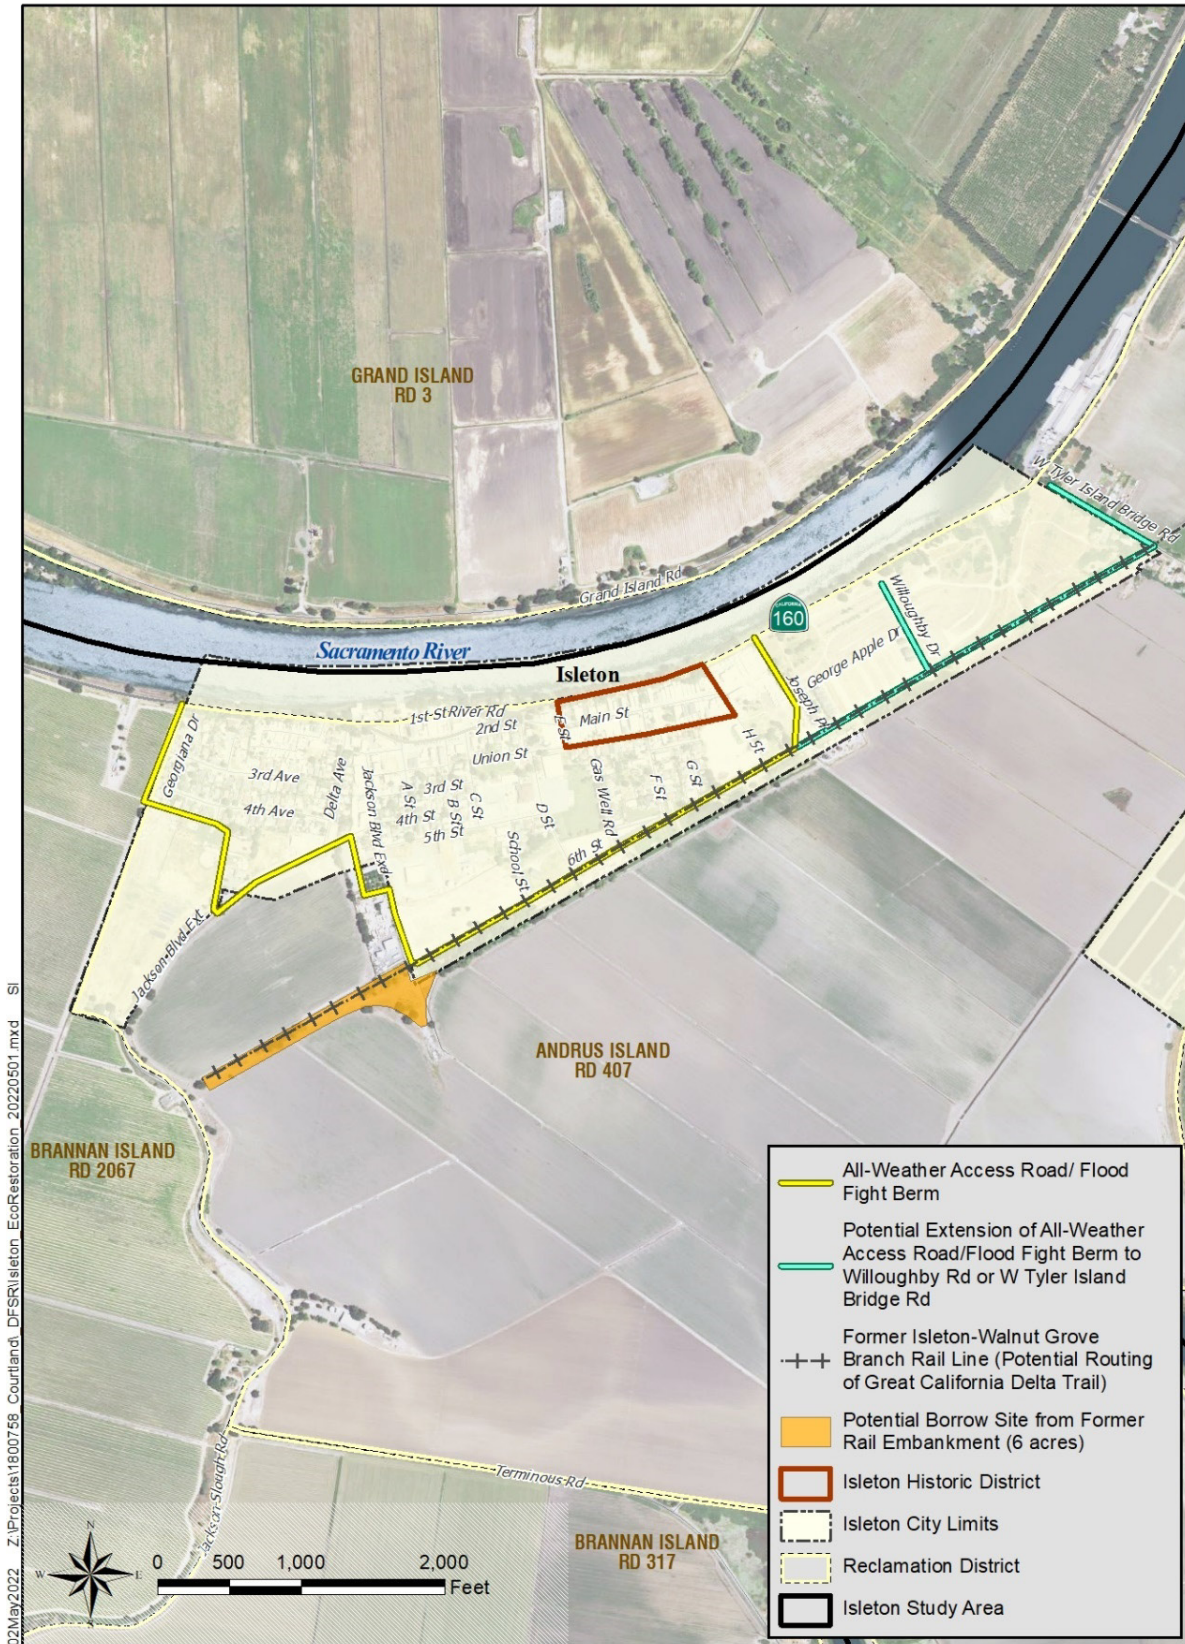 GRAND ISLAND
RD 3
W Tyler Island Bridge Rd
Grand Island Rd
CALIFORNIA
160
Willoughby Dr
Sacramento River
George Apple Dr
Isleton
Joseph Pl
Georgiana Dr
1st St
River Rd
2nd St
Main St
E St
H St
Union St
3rd Ave
Delta Ave
Jackson Blvd Exd
A St
3rd St
B St
C St
Gas Well Rd
F St
G St
4th Ave
4th St
5th St
D St
School St
6th St
Jackson Blvd Ext
ANDRUS ISLAND
RD 407
BRANNAN ISLAND
RD 2067
Jackson Slough Rd
Terminous Rd
BRANNAN ISLAND
RD 317
N
W
E
S
0 500 1,000 2,000
Feet
All-Weather Access Road/ Flood
Fight Berm
Potential Extension of All-Weather
Access Road/Flood Fight Berm to
Willoughby Rd or W Tyler Island
Bridge Rd
Former Isleton-Walnut Grove
Branch Rail Line (Potential Routing
of Great California Delta Trail)
Potential Borrow Site from Former
Rail Embankment (6 acres)
Isleton Historic District
Isleton City Limits
Reclamation District
Isleton Study Area
02May2022 Z:\Projects\1800758_Courtland\_DFSR\Isleton_EcoRestoration_20220501.mxd SI